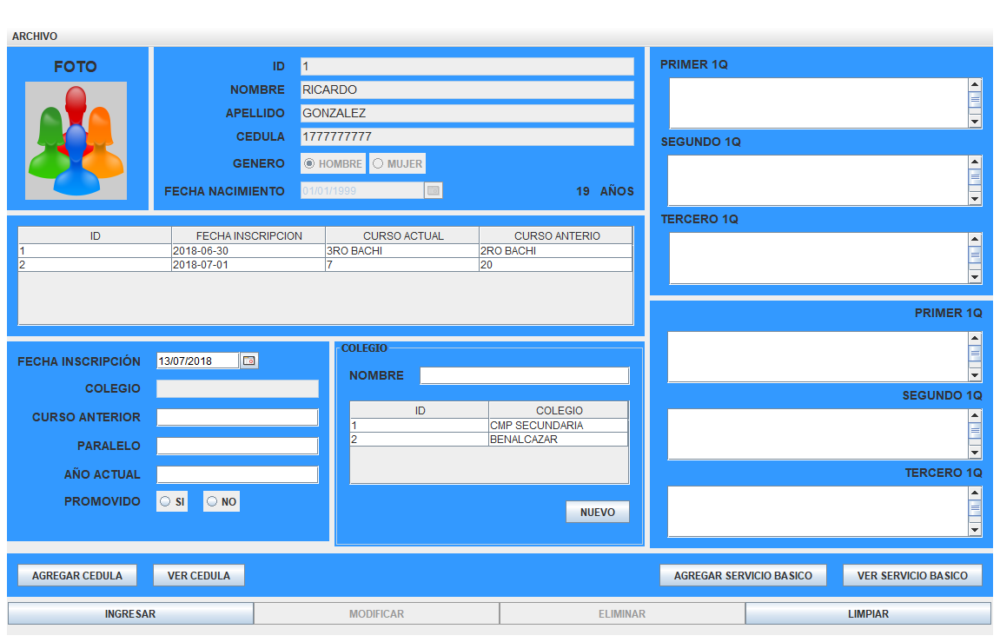 ARCHIVO
FOTO
ID 1
NOMBRE RICARDO
APELLIDO GONZALEZ
CEDULA 1777777777
GENERO HOMBRE MUJER
FECHA NACIMIENTO 01/01/1999 19 AÑOS
ID FECHA INSCRIPCION CURSO ACTUAL CURSO ANTERIO
1 2018-06-30 3RO BACHI 2RO BACHI
2 2018-07-01 7 20
FECHA INSCRIPCIÓN 13/07/2018
COLEGIO
CURSO ANTERIOR
PARALELO
AÑO ACTUAL
PROMOVIDO SI NO
COLEGIO
NOMBRE
ID COLEGIO
1 CMP SECUNDARIA
2 BENALCAZAR
NUEVO
PRIMER 1Q
SEGUNDO 1Q
TERCERO 1Q
PRIMER 1Q
SEGUNDO 1Q
TERCERO 1Q
AGREGAR CEDULA VER CEDULA AGREGAR SERVICIO BASICO VER SERVICIO BASICO
INGRESAR MODIFICAR ELIMINAR LIMPIAR